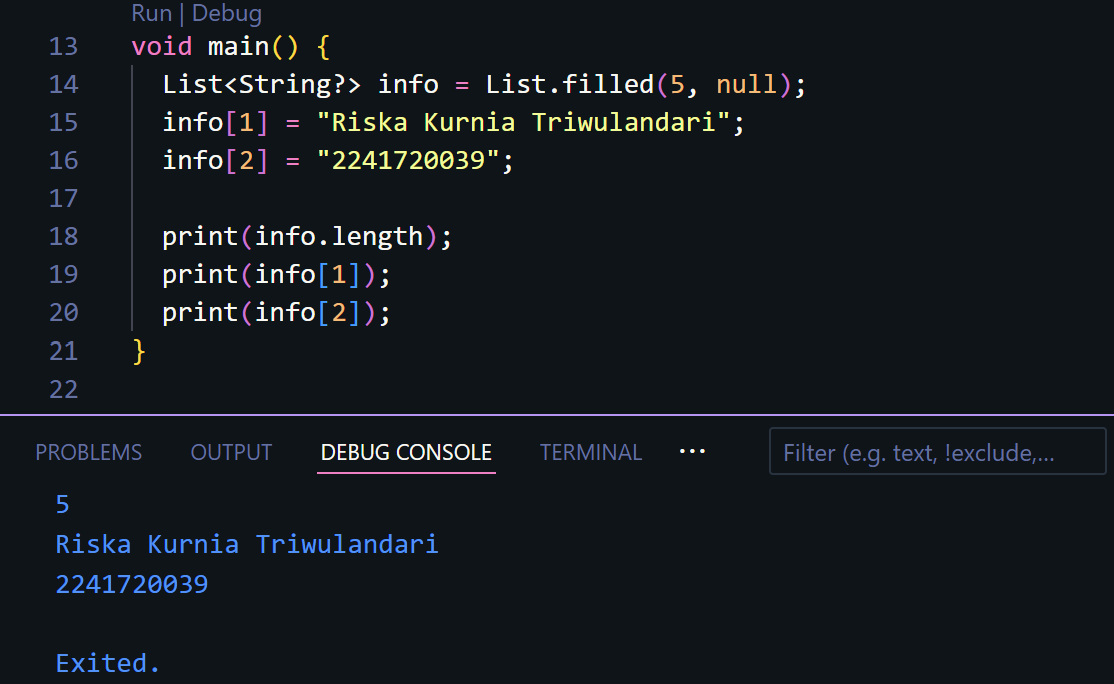 Run | Debug
13 void main() {
14 List<String?> info = List.filled(5, null);
15 info[1] = "Riska Kurnia Triwulandari";
16 info[2] = "2241720039";
17
18 print(info.length);
19 print(info[1]);
20 print(info[2]);
21 }
22
PROBLEMS OUTPUT DEBUG CONSOLE TERMINAL ··· Filter (e.g. text, !exclude,...
5
Riska Kurnia Triwulandari
2241720039
Exited.